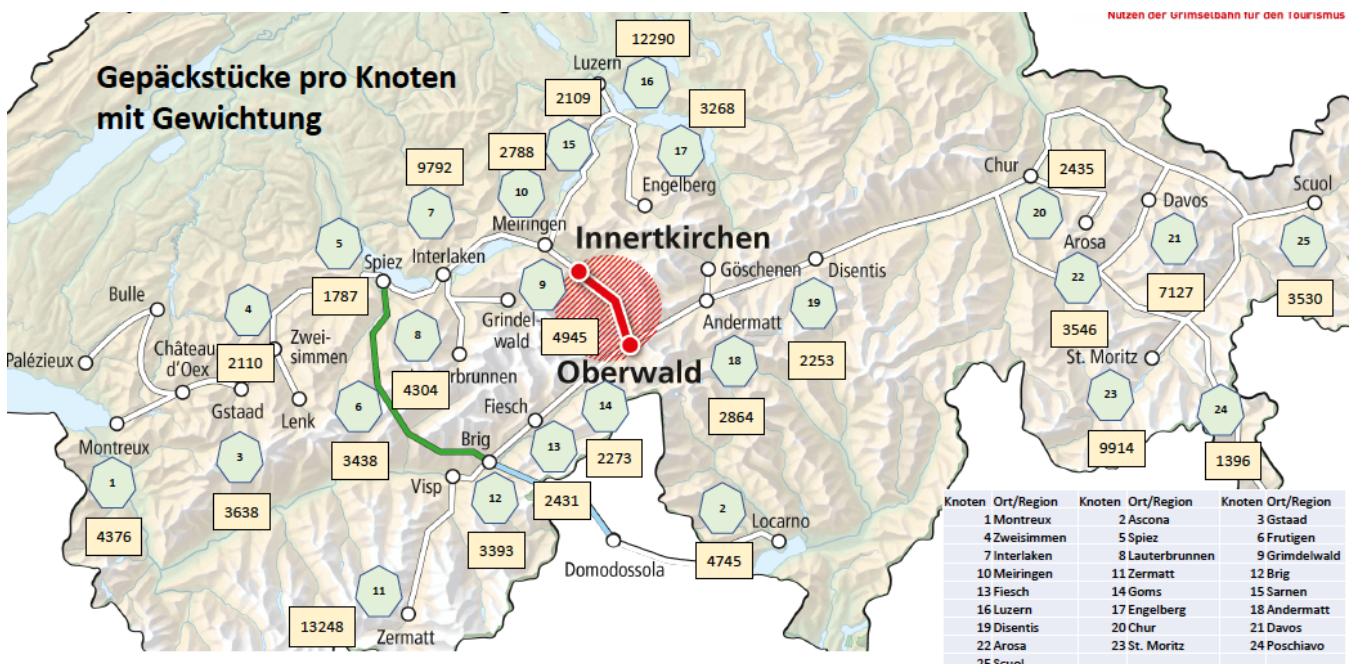 Nutzen der Grimselbahn für den Tourismus
Gepäckstücke pro Knoten
mit Gewichtung
12290
Luzern
16
2109
3268
15
17
9792
2788
10
7
Engelberg
Meiringen
Innertkirchen
Chur
2435
20
Arosa
Davos
21
Scuol
25
5
Spiez
Interlaken
9
Göschenen
Disentis
22
7127
3530
Bulle
4
1787
8
Grindel-
wald
4945
Andermatt
19
3546
St. Moritz
Palézieux
Château
d'Oex
2110
Zwei-
simmen
4304
rbrunnen
Oberwald
18
2253
Gstaad
Lenk
6
Fiesch
14
2864
23
24
Montreux
3
3438
Brig
13
2273
9914
1396
1
3638
Visp
12
2431
2
Locarno
4376
3393
Domodossola
4745
11
13248
Zermatt
Knoten Ort/Region Knoten Ort/Region Knoten Ort/Region
1 Montreux 2 Ascona 3 Gstaad
4 Zweisimmen 5 Spiez 6 Frutigen
7 Interlaken 8 Lauterbrunnen 9 Grimdelwald
10 Meiringen 11 Zermatt 12 Brig
13 Fiesch 14 Goms 15 Sarnen
16 Luzern 17 Engelberg 18 Andermatt
19 Disentis 20 Chur 21 Davos
22 Arosa 23 St. Moritz 24 Poschiavo
25 Scuol